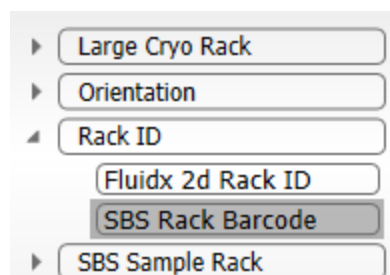 Large Cryo Rack
Orientation
Rack ID
Fluidx 2d Rack ID
SBS Rack Barcode
SBS Sample Rack